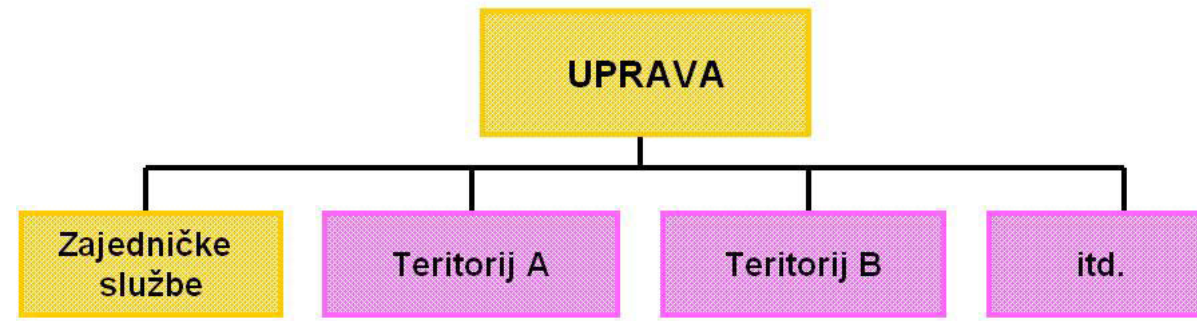 UPRAVA
Zajedničke
službe
Teritorij A
Teritorij B
itd.